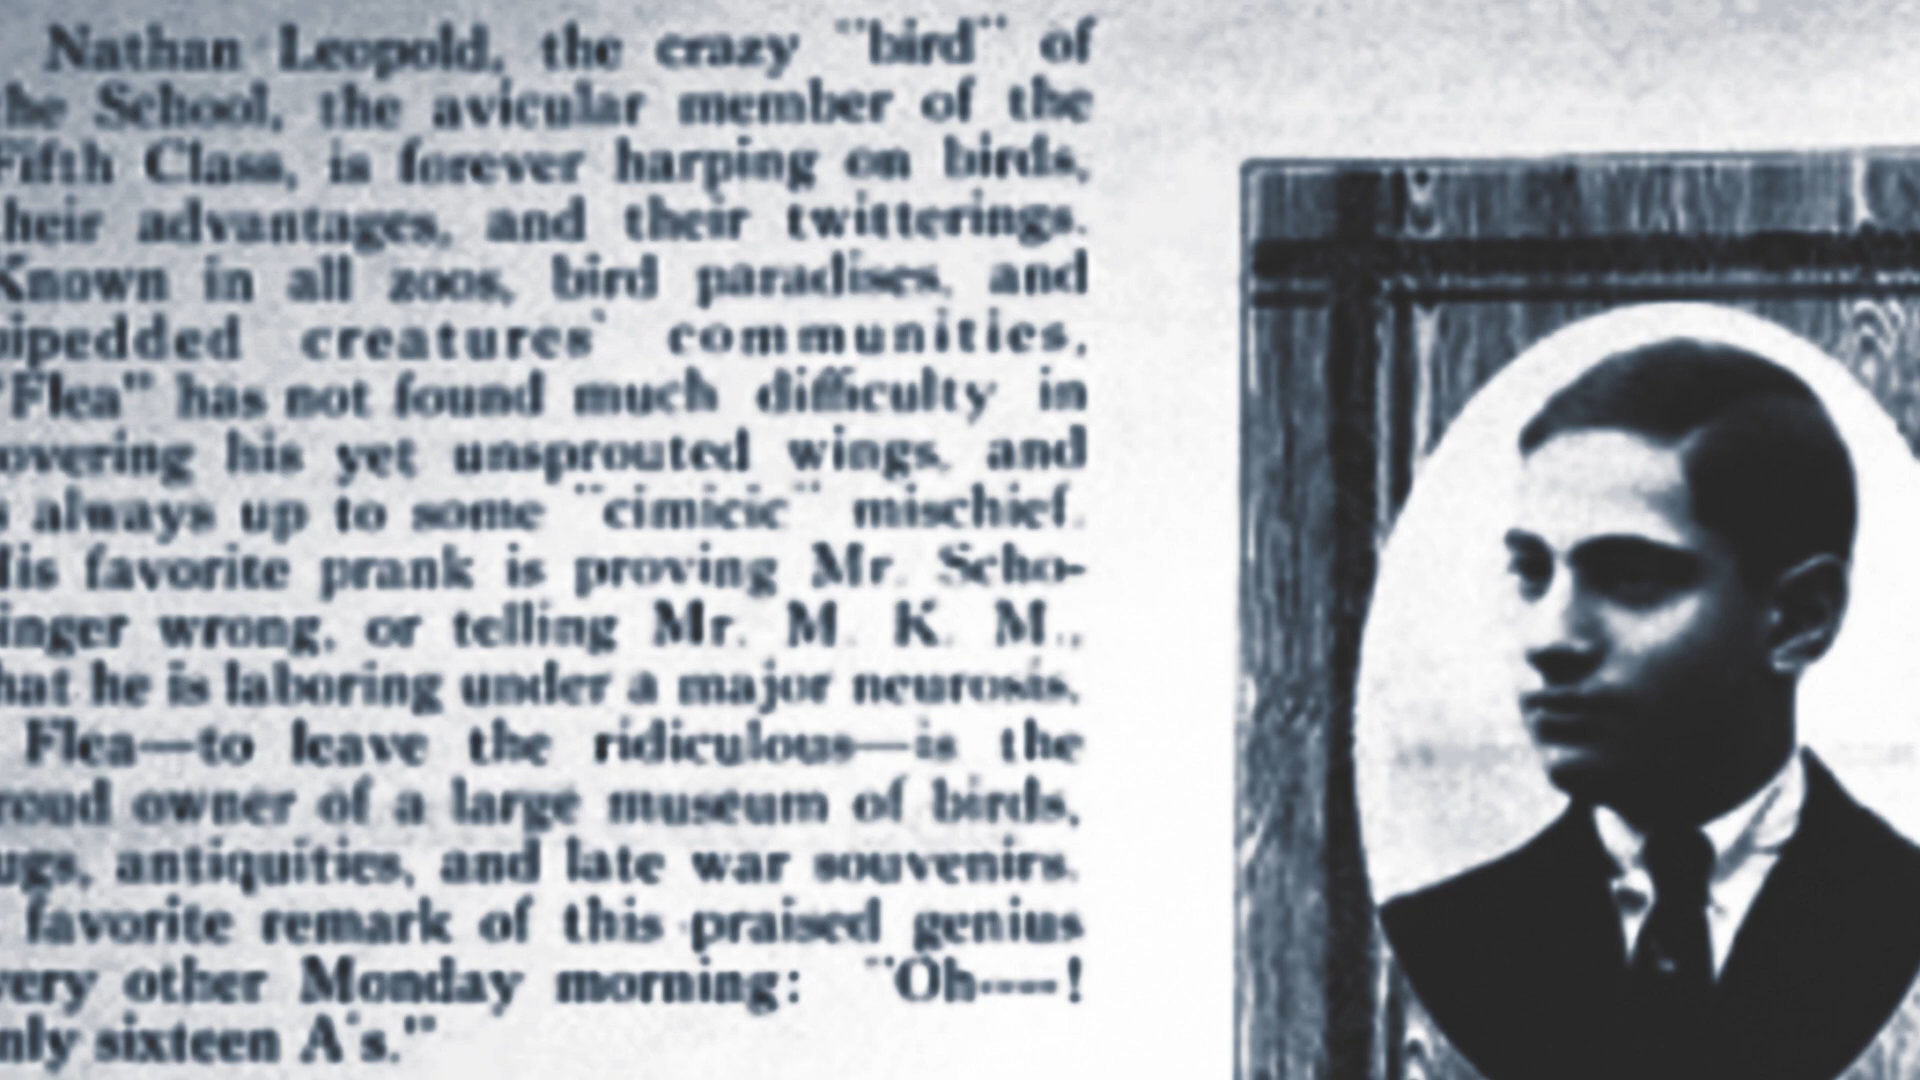 Nathan Leopold, the crazy "bird" of
the School, the avicular member of the
Fifth Class, is forever harping on birds,
their advantages, and their twitterings.
Known in all zoos, bird paradises, and
bipedded creatures' communities,
"Flea" has not found much difficulty in
overing his yet unsprouted wings, and
s always up to some "cimicic" mischief.
His favorite prank is proving Mr. Scho-
inger wrong, or telling Mr. M. K. M.,
that he is laboring under a major neurosis.
Flea—to leave the ridiculous—is the
roud owner of a large museum of birds,
ugs, antiquities, and late war souvenirs.
favorite remark of this praised genius
very other Monday morning: "Oh----!
nly sixteen A's."